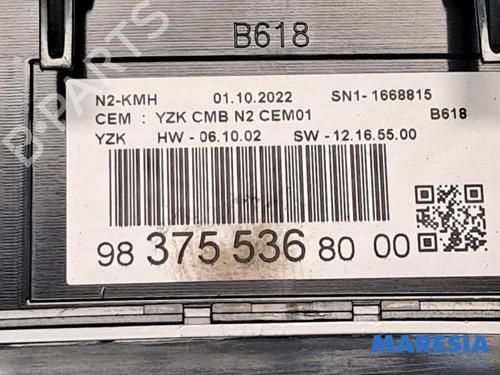 B618
N2-KMH 01.10.2022 SN1- 1668815
CEM : YZK CMB N2 CEM01 B618
YZK HW - 06.10.02 SW - 12.16.55.00
98 375 536 80 00
B-PARTS
MARESIA